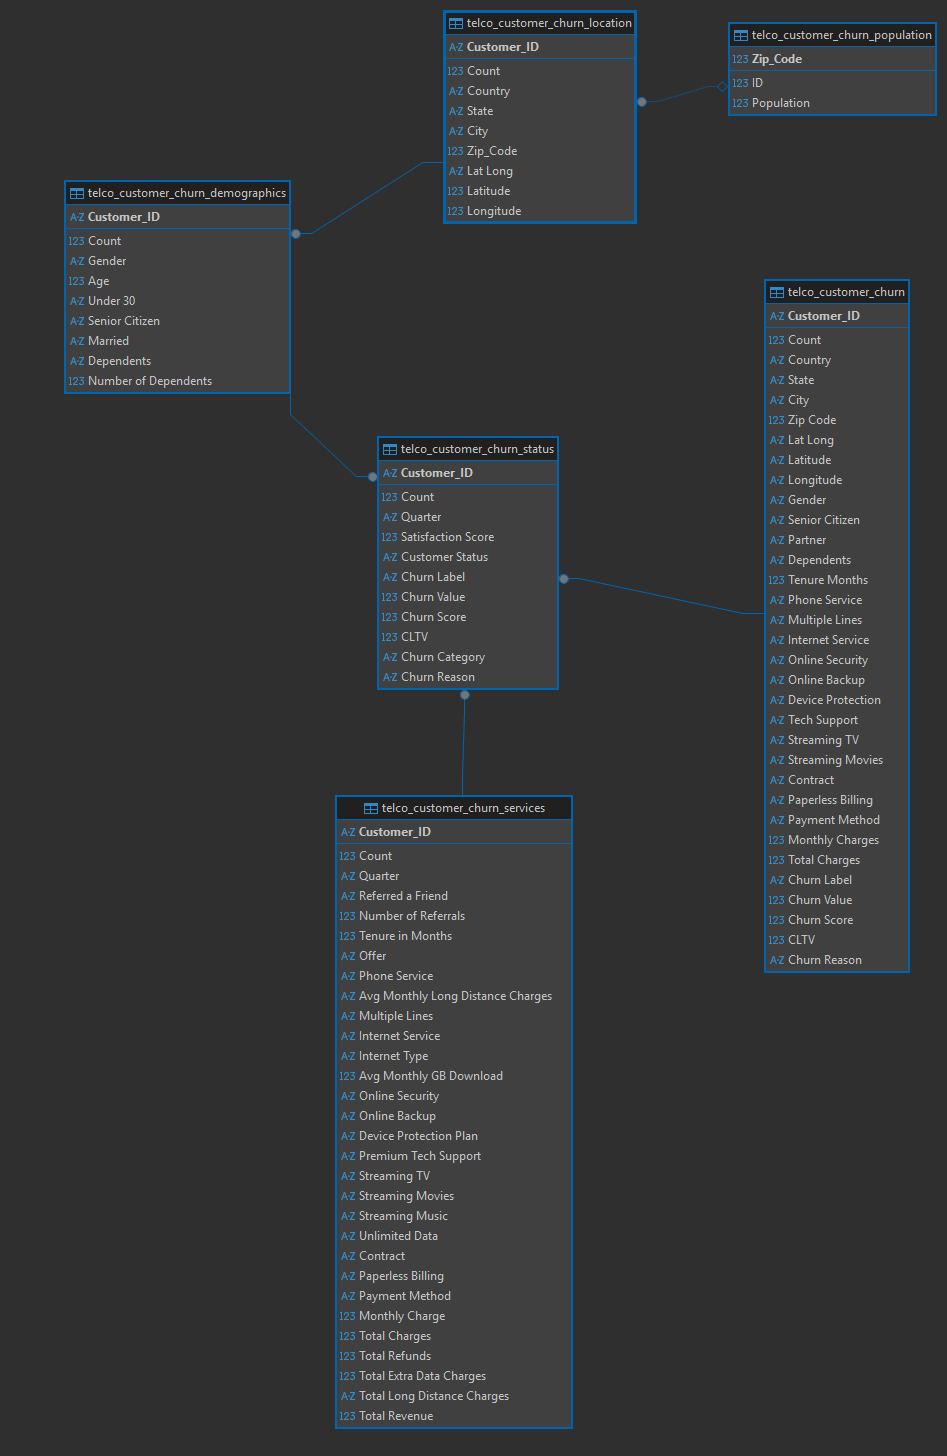 telco_customer_churn_location
A-Z Customer_ID
123 Count
A-Z Country
A-Z State
A-Z City
123 Zip_Code
A-Z Lat Long
123 Latitude
123 Longitude
telco_customer_churn_population
123 Zip_Code
123 ID
123 Population
telco_customer_churn_demographics
A-Z Customer_ID
123 Count
A-Z Gender
123 Age
A-Z Under 30
A-Z Senior Citizen
A-Z Married
A-Z Dependents
123 Number of Dependents
telco_customer_churn
A-Z Customer_ID
123 Count
A-Z Country
A-Z State
A-Z City
123 Zip Code
A-Z Lat Long
A-Z Latitude
A-Z Longitude
A-Z Gender
A-Z Senior Citizen
A-Z Partner
A-Z Dependents
123 Tenure Months
A-Z Phone Service
A-Z Multiple Lines
A-Z Internet Service
A-Z Online Security
A-Z Online Backup
A-Z Device Protection
A-Z Tech Support
A-Z Streaming TV
A-Z Streaming Movies
A-Z Contract
A-Z Paperless Billing
A-Z Payment Method
123 Monthly Charges
123 Total Charges
A-Z Churn Label
123 Churn Value
123 Churn Score
123 CLTV
A-Z Churn Reason
telco_customer_churn_status
A-Z Customer_ID
123 Count
A-Z Quarter
123 Satisfaction Score
A-Z Customer Status
A-Z Churn Label
123 Churn Value
123 Churn Score
123 CLTV
A-Z Churn Category
A-Z Churn Reason
telco_customer_churn_services
A-Z Customer_ID
123 Count
A-Z Quarter
A-Z Referred a Friend
123 Number of Referrals
123 Tenure in Months
A-Z Offer
A-Z Phone Service
A-Z Avg Monthly Long Distance Charges
A-Z Multiple Lines
A-Z Internet Service
A-Z Internet Type
123 Avg Monthly GB Download
A-Z Online Security
A-Z Online Backup
A-Z Device Protection Plan
A-Z Premium Tech Support
A-Z Streaming TV
A-Z Streaming Movies
A-Z Streaming Music
A-Z Unlimited Data
A-Z Contract
A-Z Paperless Billing
A-Z Payment Method
123 Monthly Charge
123 Total Charges
123 Total Refunds
123 Total Extra Data Charges
A-Z Total Long Distance Charges
123 Total Revenue